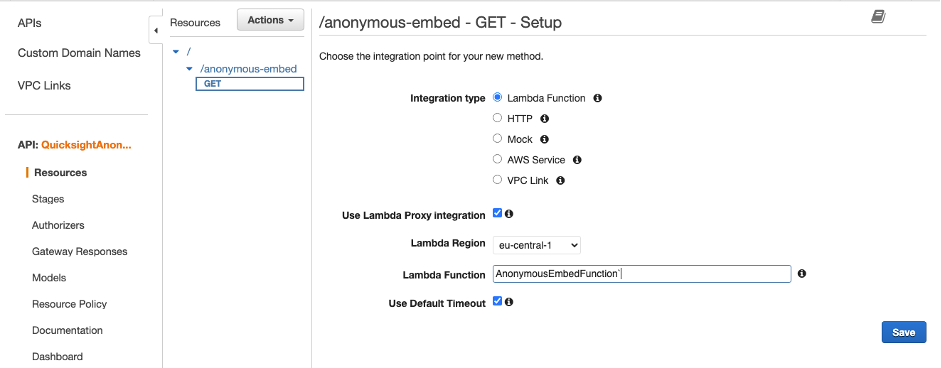 APIs
Custom Domain Names
VPC Links
API: QuicksightAnon...
Resources
Stages
Authorizers
Gateway Responses
Models
Resource Policy
Documentation
Dashboard
Resources
Actions
/
/anonymous-embed
GET
/anonymous-embed - GET - Setup
Choose the integration point for your new method.
Integration type Lambda Function
HTTP
Mock
AWS Service
VPC Link
Use Lambda Proxy integration
Lambda Region eu-central-1
Lambda Function AnonymousEmbedFunction`
Use Default Timeout
Save